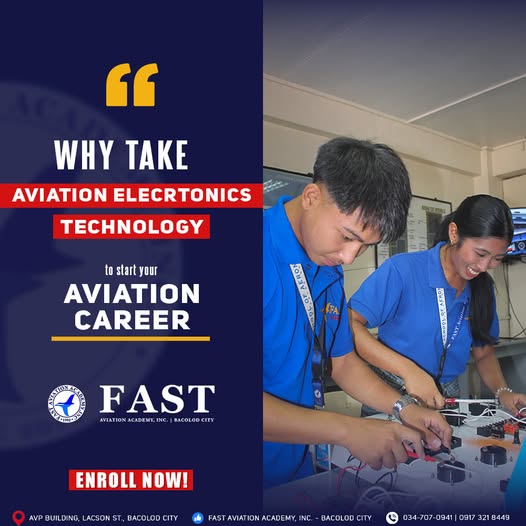 WHY TAKE
AVIATION ELECRTONICS
TECHNOLOGY
to start your
AVIATION
CAREER
FAST
AVIATION ACADEMY, INC. | BACOLOD CITY
ENROLL NOW!
AVP BUILDING, LACSON ST., BACOLOD CITY
FAST AVIATION ACADEMY, INC. - BACOLOD CITY
034-707-0941 | 0917 321 8449